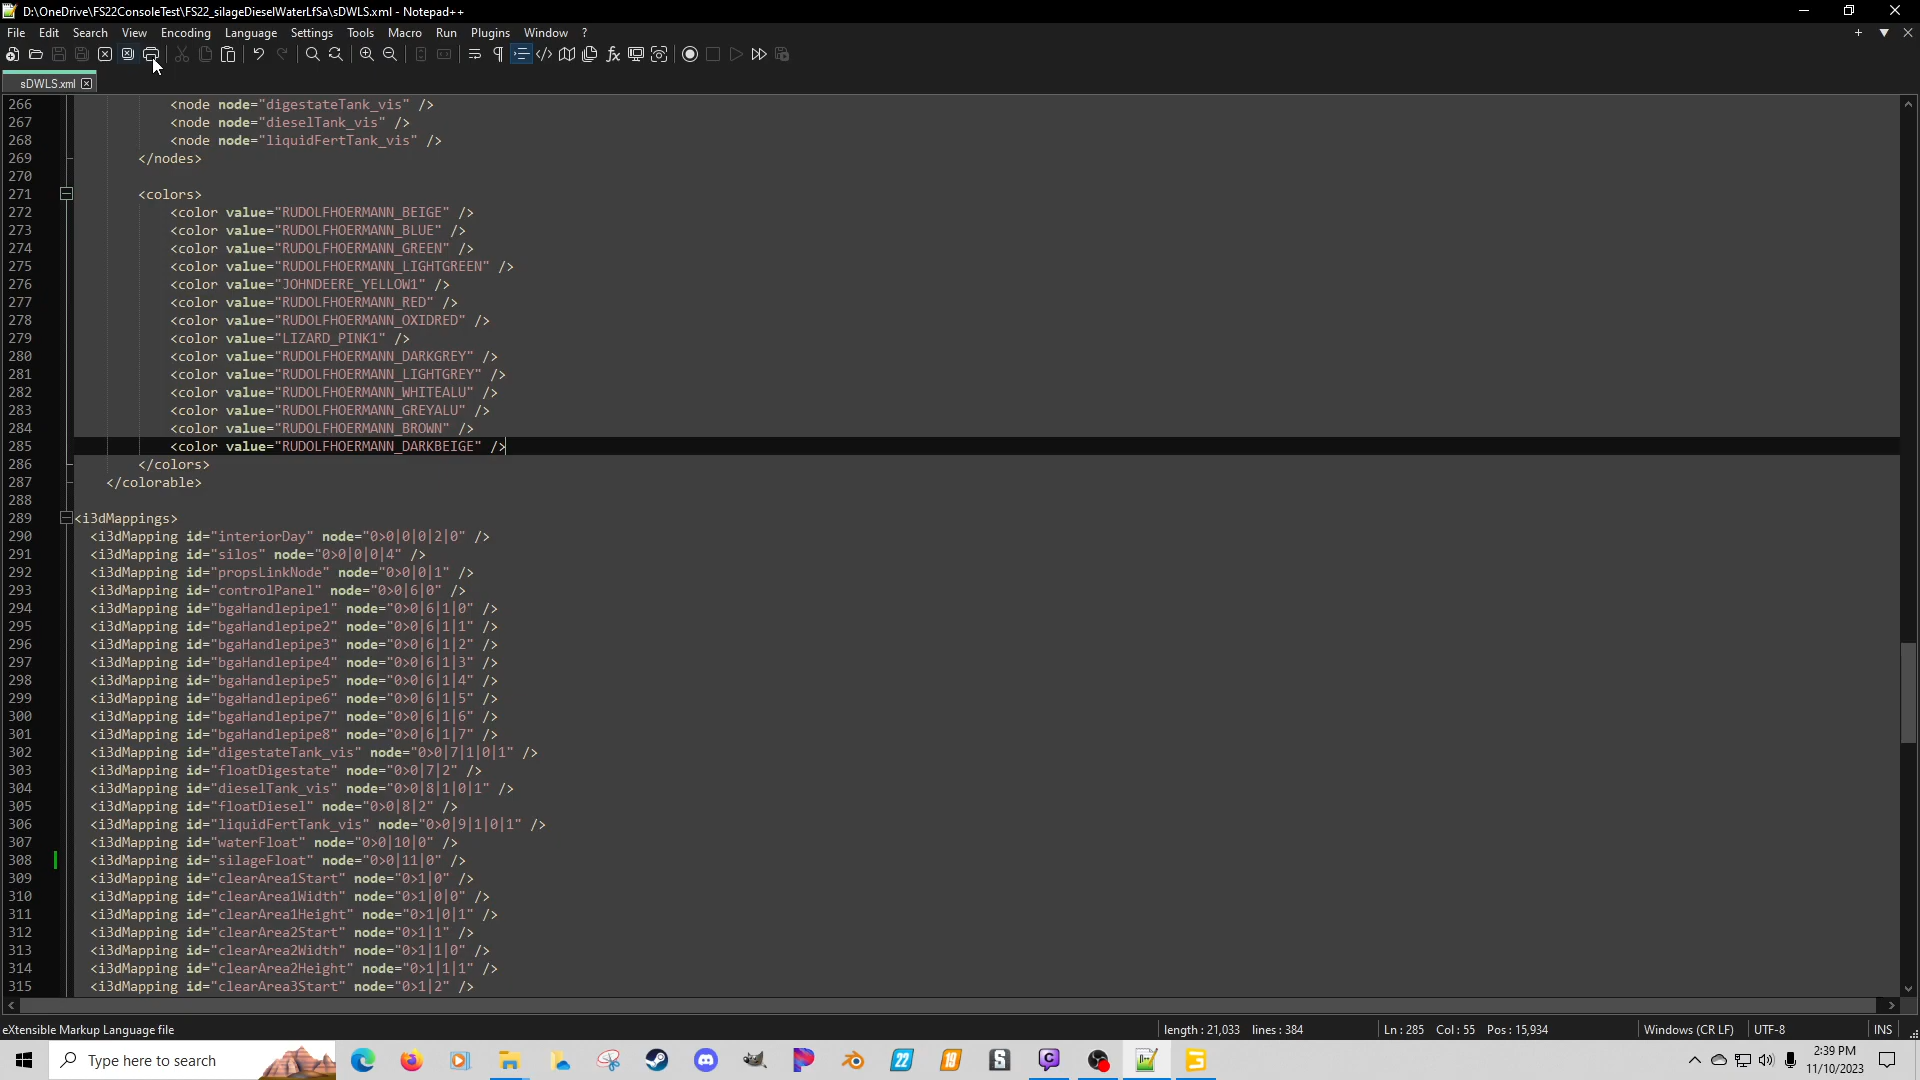 D:\OneDrive\FS22ConsoleTest\FS22_silageDieselWaterLfSa\sDWLS.xml - Notepad++
File Edit Search View Encoding Language Settings Tools Macro Run Plugins Window ?
sDWLS.xml
266 <node node="digestateTank_vis" />
267 <node node="dieselTank_vis" />
268 <node node="liquidFertTank_vis" />
269 </nodes>
270
271 <colors>
272 <color value="RUDOLFHOERMANN_BEIGE" />
273 <color value="RUDOLFHOERMANN_BLUE" />
274 <color value="RUDOLFHOERMANN_GREEN" />
275 <color value="RUDOLFHOERMANN_LIGHTGREEN" />
276 <color value="JOHNDEERE_YELLOW1" />
277 <color value="RUDOLFHOERMANN_RED" />
278 <color value="RUDOLFHOERMANN_OXIDRED" />
279 <color value="LIZARD_PINK1" />
280 <color value="RUDOLFHOERMANN_DARKGREY" />
281 <color value="RUDOLFHOERMANN_LIGHTGREY" />
282 <color value="RUDOLFHOERMANN_WHITEALU" />
283 <color value="RUDOLFHOERMANN_GREYALU" />
284 <color value="RUDOLFHOERMANN_BROWN" />
285 <color value="RUDOLFHOERMANN_DARKBEIGE" />
286 </colors>
287 </colorable>
288
289 <i3dMappings>
290 <i3dMapping id="interiorDay" node="0>0|0|0|2|0" />
291 <i3dMapping id="silos" node="0>0|0|0|4" />
292 <i3dMapping id="propsLinkNode" node="0>0|0|1" />
293 <i3dMapping id="controlPanel" node="0>0|6|0" />
294 <i3dMapping id="bgaHandlepipe1" node="0>0|6|1|0" />
295 <i3dMapping id="bgaHandlepipe2" node="0>0|6|1|1" />
296 <i3dMapping id="bgaHandlepipe3" node="0>0|6|1|2" />
297 <i3dMapping id="bgaHandlepipe4" node="0>0|6|1|3" />
298 <i3dMapping id="bgaHandlepipe5" node="0>0|6|1|4" />
299 <i3dMapping id="bgaHandlepipe6" node="0>0|6|1|5" />
300 <i3dMapping id="bgaHandlepipe7" node="0>0|6|1|6" />
301 <i3dMapping id="bgaHandlepipe8" node="0>0|6|1|7" />
302 <i3dMapping id="digestateTank_vis" node="0>0|7|1|0|1" />
303 <i3dMapping id="floatDigestate" node="0>0|7|2" />
304 <i3dMapping id="dieselTank_vis" node="0>0|8|1|0|1" />
305 <i3dMapping id="floatDiesel" node="0>0|8|2" />
306 <i3dMapping id="liquidFertTank_vis" node="0>0|9|1|0|1" />
307 <i3dMapping id="waterFloat" node="0>0|10|0" />
308 <i3dMapping id="silageFloat" node="0>0|11|0" />
309 <i3dMapping id="clearArea1Start" node="0>1|0" />
310 <i3dMapping id="clearArea1Width" node="0>1|0|0" />
311 <i3dMapping id="clearArea1Height" node="0>1|0|1" />
312 <i3dMapping id="clearArea2Start" node="0>1|1" />
313 <i3dMapping id="clearArea2Width" node="0>1|1|0" />
314 <i3dMapping id="clearArea2Height" node="0>1|1|1" />
315 <i3dMapping id="clearArea3Start" node="0>1|2" />
eXtensible Markup Language file length : 21,033 lines : 384 Ln : 285 Col : 55 Pos : 15,934 Windows (CR LF) UTF-8 INS
Type here to search 22 19 S 2:39 PM
11/10/2023